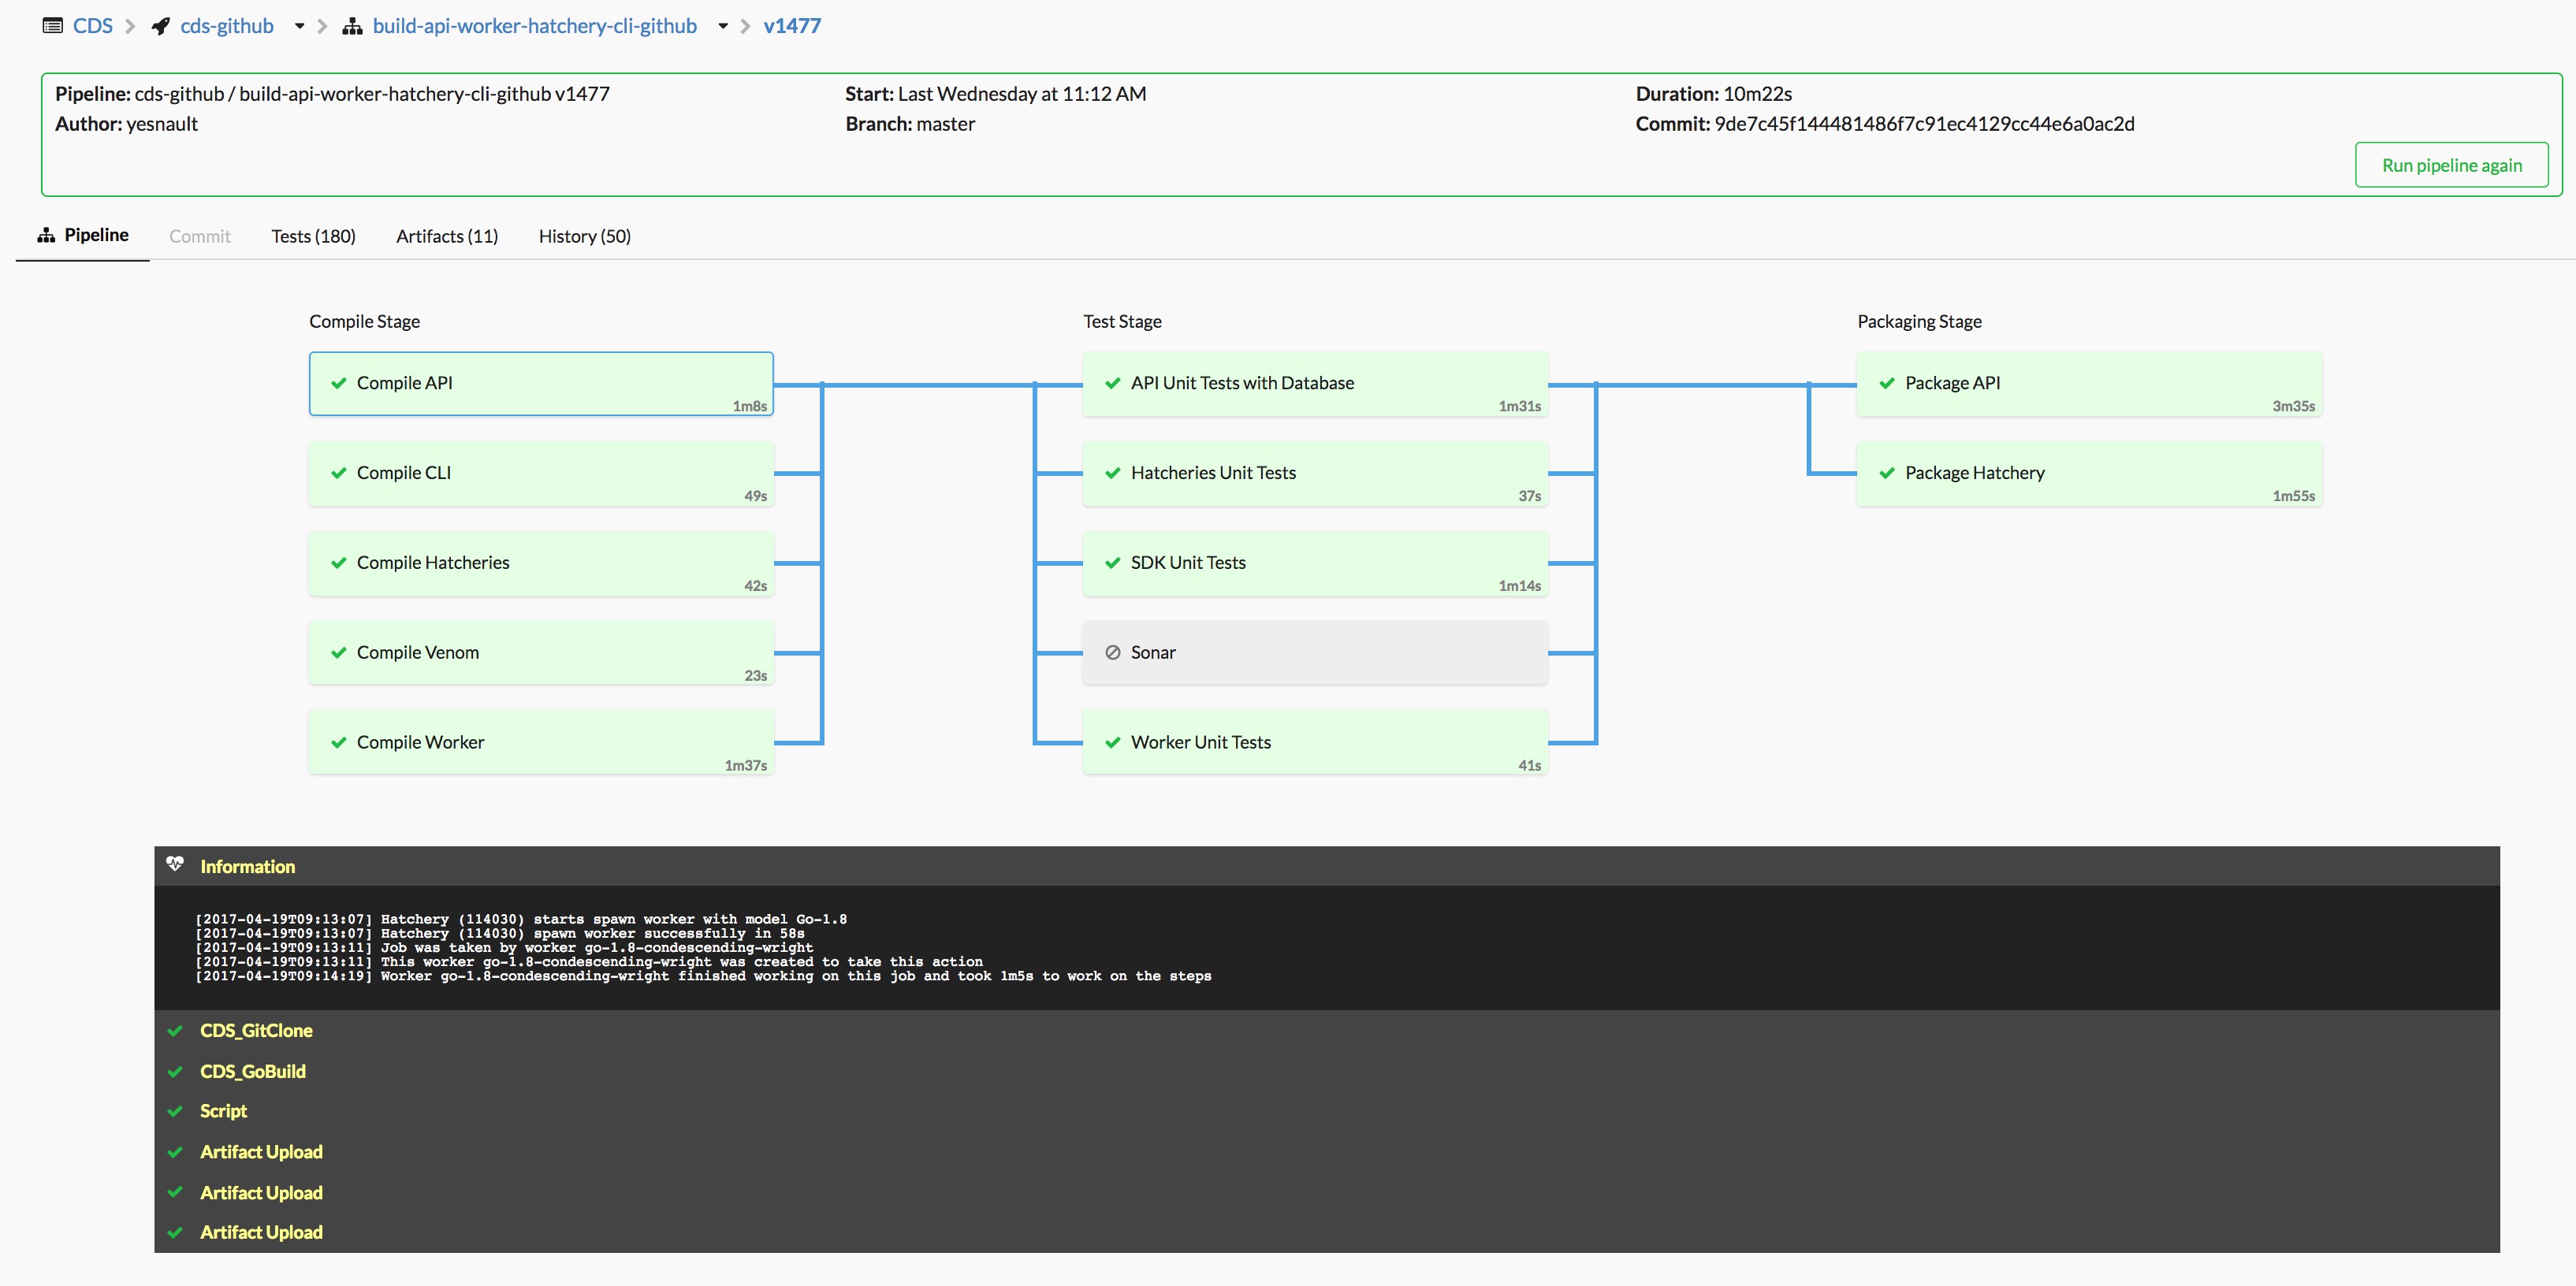 CDS cds-github build-api-worker-hatchery-cli-github v1477
Pipeline: cds-github / build-api-worker-hatchery-cli-github v1477
Start: Last Wednesday at 11:12 AM
Duration: 10m22s
Author: yesnault
Branch: master
Commit: 9de7c45f144481486f7c91ec4129cc44e6a0ac2d
Run pipeline again
Pipeline
Commit
Tests (180)
Artifacts (11)
History (50)
Compile Stage
Compile API
1m8s
Compile CLI
49s
Compile Hatcheries
42s
Compile Venom
23s
Compile Worker
1m37s
Test Stage
API Unit Tests with Database
1m31s
Hatcheries Unit Tests
37s
SDK Unit Tests
1m14s
Sonar
Worker Unit Tests
41s
Packaging Stage
Package API
3m35s
Package Hatchery
1m55s
Information
[2017-04-19T09:13:07] Hatchery (114030) starts spawn worker with model Go-1.8
[2017-04-19T09:13:07] Hatchery (114030) spawn worker successfully in 58s
[2017-04-19T09:13:11] Job was taken by worker go-1.8-condescending-wright
[2017-04-19T09:13:11] This worker go-1.8-condescending-wright was created to take this action
[2017-04-19T09:14:19] Worker go-1.8-condescending-wright finished working on this job and took 1m5s to work on the steps
CDS_GitClone
CDS_GoBuild
Script
Artifact Upload
Artifact Upload
Artifact Upload